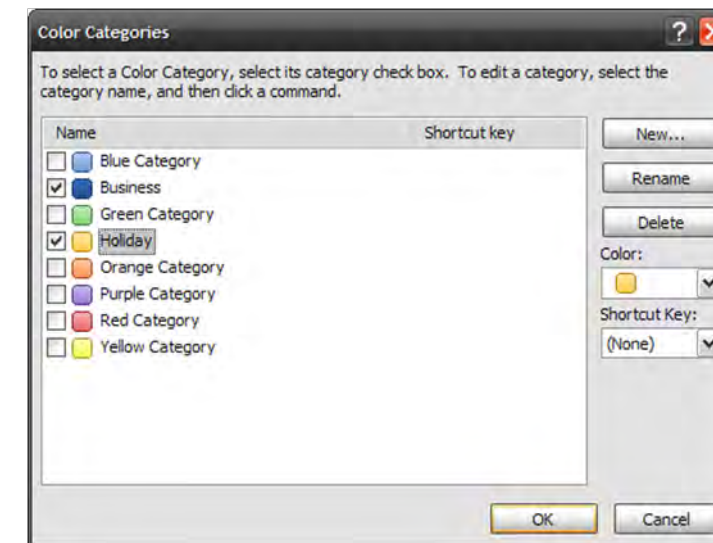 Color Categories
To select a Color Category, select its category check box. To edit a category, select the
category name, and then click a command.
Name Shortcut key
New...
Blue Category
Business
Rename
Green Category
Delete
Holiday
Color:
Orange Category
Purple Category
Red Category
Shortcut Key:
Yellow Category
(None)
OK Cancel